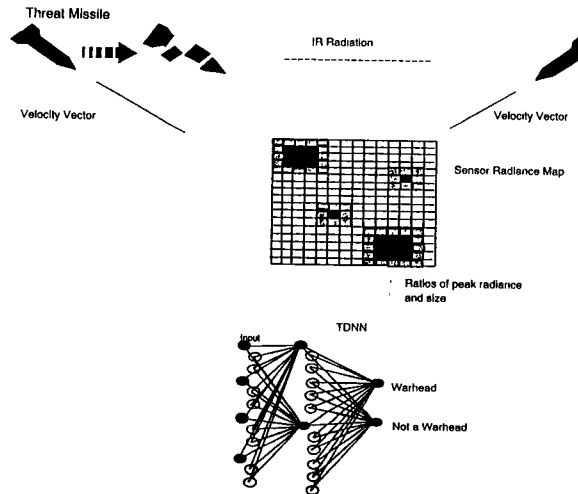 Threat Missile
IR Radiation
Velocity Vector
Velocity Vector
Sensor Radiance Map
Ratios of peak radiance
and size
TDNN
Input
Warhead
Not a Warhead